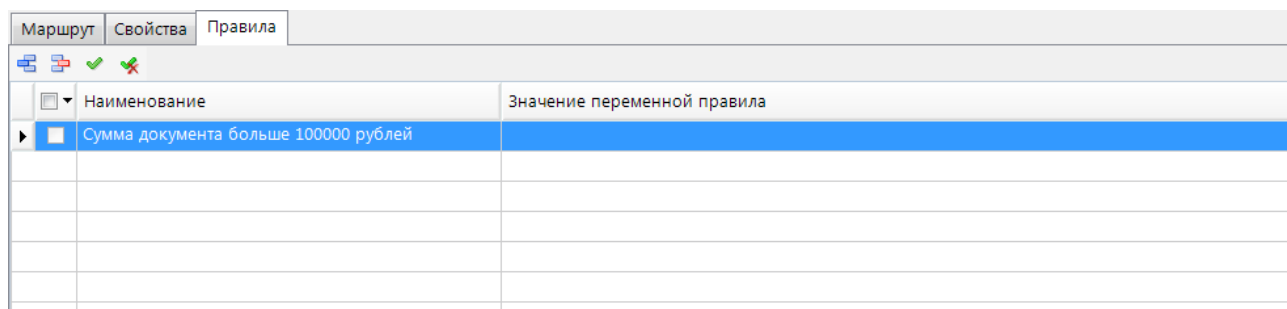 Маршрут Свойства Правила
Наименование Значение переменной правила
Сумма документа больше 100000 рублей